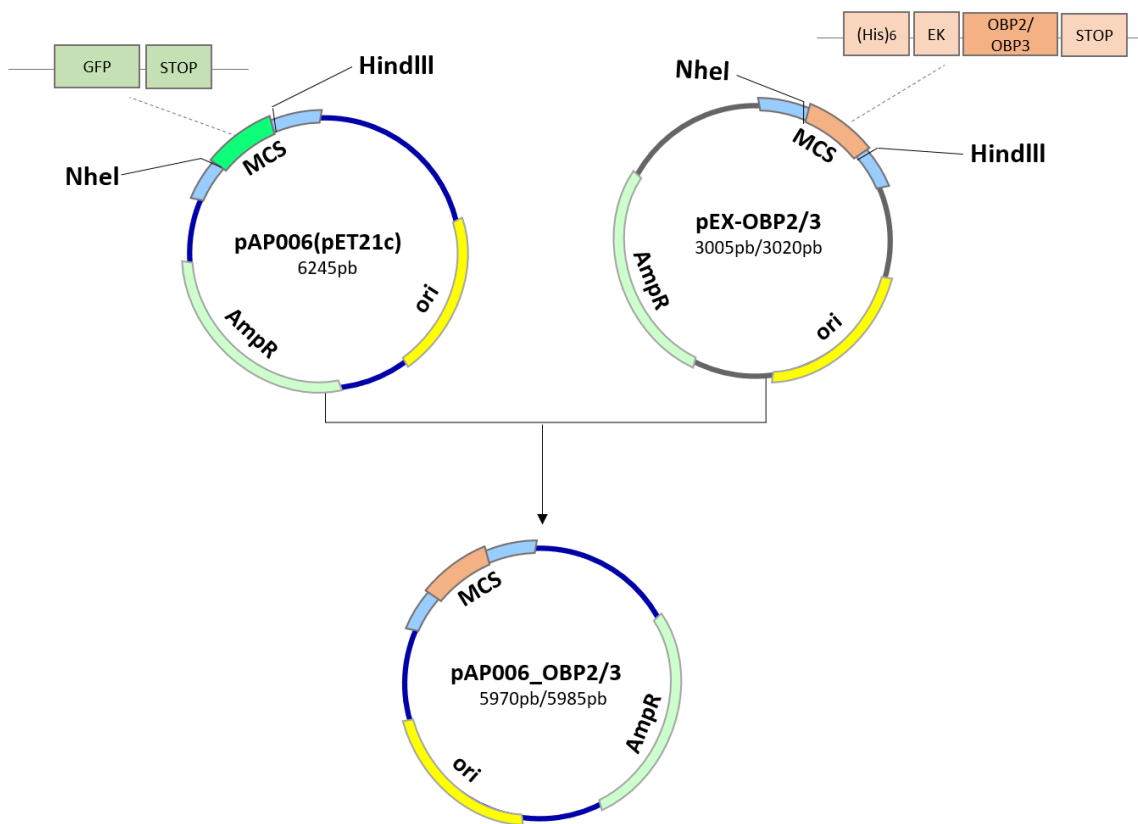 GFP
STOP
HindIII
NheI
MCS
pAP006(pET21c)
6245pb
AmpR
ori
(His)6
EK
OBP2/
OBP3
STOP
NheI
MCS
HindIII
pEX-OBP2/3
3005pb/3020pb
AmpR
ori
MCS
pAP006_OBP2/3
5970pb/5985pb
AmpR
ori